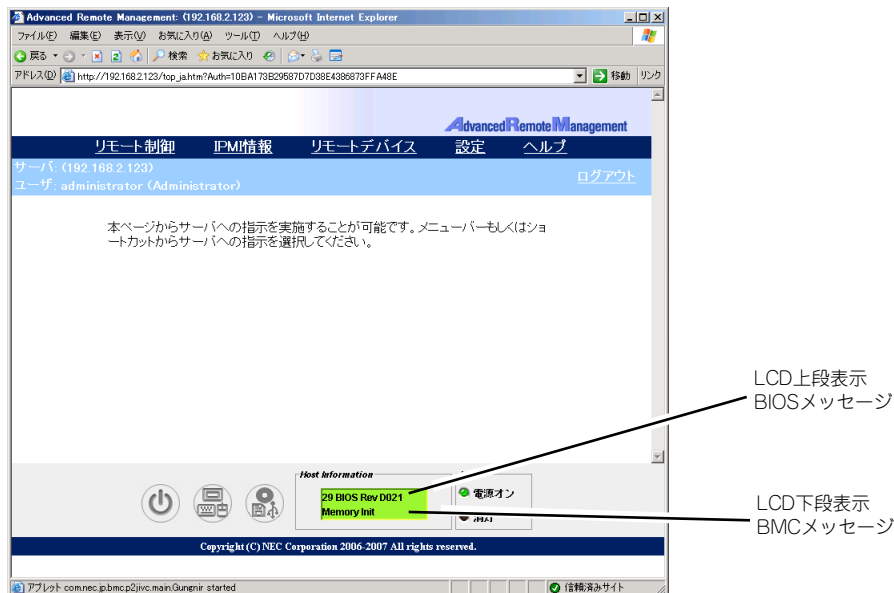 Advanced Remote Management: (192.168.2.123) - Microsoft Internet Explorer
ファイル(F) 編集(E) 表示(V) お気に入り(A) ツール(T) ヘルプ(H)
戻る 検索 お気に入り
アドレス(D) http://192.168.2.123/top_ja.htm?Auth=10BA173B29587D7D38E4386873FFA48E 移動 リンク
AdvancedRemoteManagement
リモート制御 IPMI情報 リモートデバイス 設定 ヘルプ
サーバ: (192.168.2.123)
ユーザ: administrator (Administrator)
ログアウト
本ページからサーバへの指示を実施することが可能です。メニューバーもしくはショ
ートカットからサーバへの指示を選択してください。
LCD上段表示
BIOSメッセージ
Host Information
29 BIOS Rev D021
Memory Init
電源オン
消灯
LCD下段表示
BMCメッセージ
Copyright (C) NEC Corporation 2006-2007 All rights reserved.
アプレット com.nec.jp.bmc.p2jivc.main.Gungnir started
信頼済みサイト